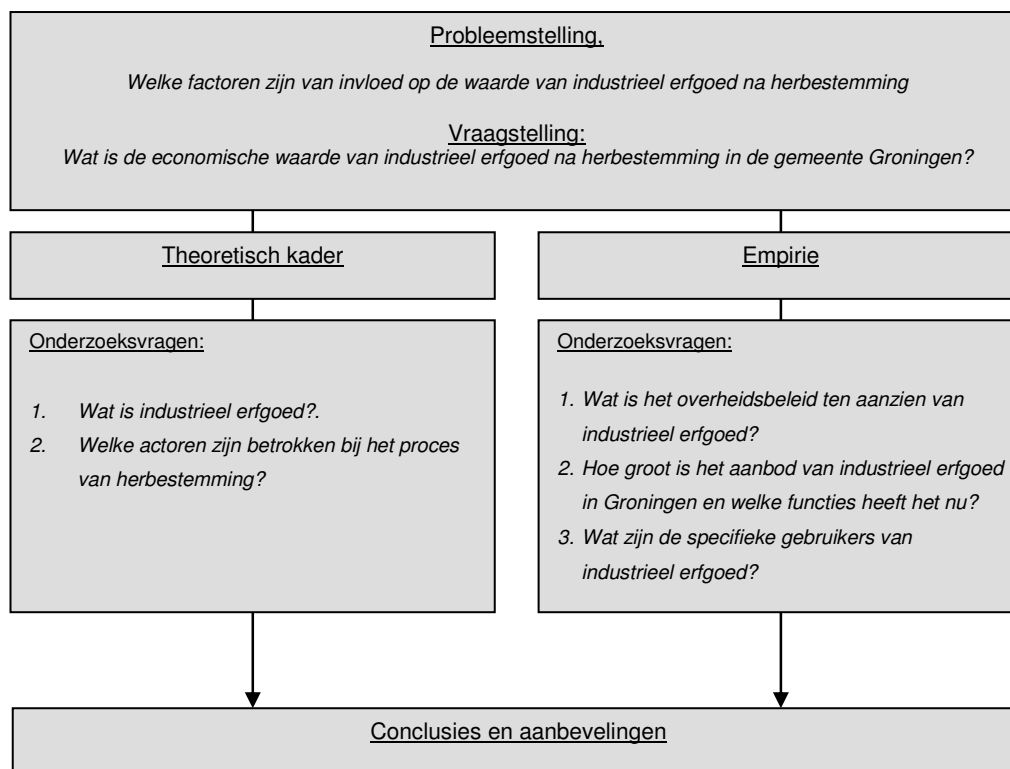 Probleemstelling,
Welke factoren zijn van invloed op de waarde van industrieel erfgoed na herbestemming
Vraagstelling:
Wat is de economische waarde van industrieel erfgoed na herbestemming in de gemeente Groningen?
Theoretisch kader
Empirie
Onderzoeksvragen:
1. Wat is industrieel erfgoed?.
2. Welke actoren zijn betrokken bij het proces
van herbestemming?
Onderzoeksvragen:
1. Wat is het overheidsbeleid ten aanzien van
industrieel erfgoed?
2. Hoe groot is het aanbod van industrieel erfgoed
in Groningen en welke functies heeft het nu?
3. Wat zijn de specifieke gebruikers van
industrieel erfgoed?
Conclusies en aanbevelingen